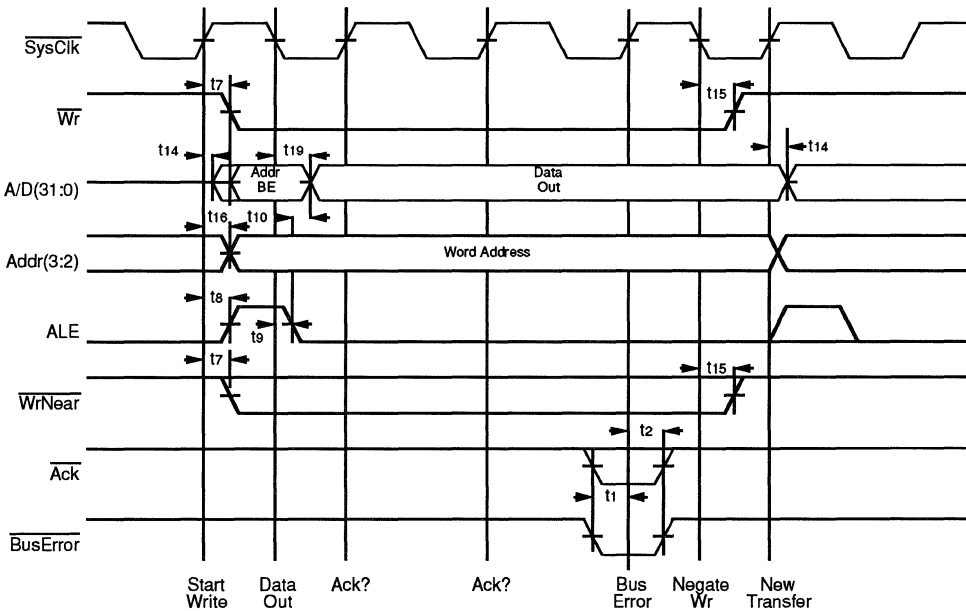 SysClk
t7
t15
Wr
t14
t19
t14
A/D(31:0)
Addr
BE
Data
Out
t16
t10
Addr(3:2)
Word Address
t8
ALE
t9
t7
t15
WrNear
t2
Ack
t1
BusError
Start
Write
Data
Out
Ack?
Ack?
Bus
Error
Negate
Wr
New
Transfer